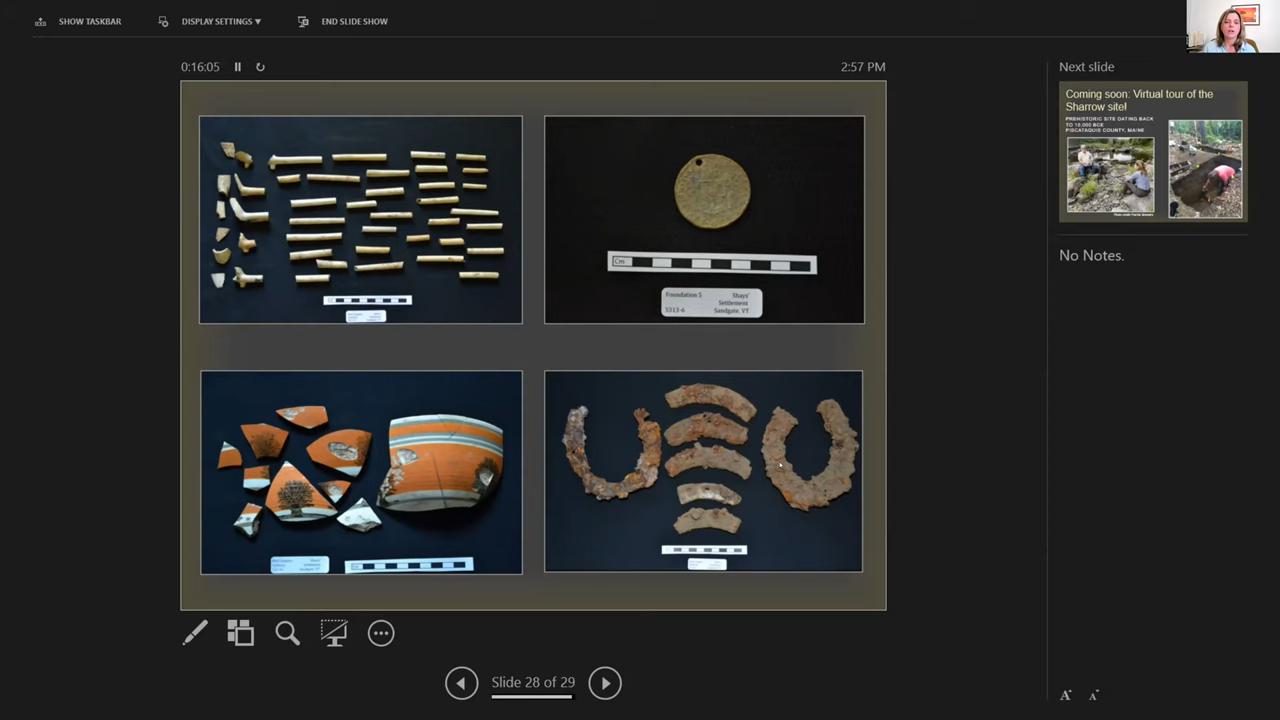 SHOW TASKBAR
DISPLAY SETTINGS ▼
END SLIDE SHOW
0:16:05
2:57 PM
Next slide
Coming soon: Virtual tour of the
Sharrow site!
PREHISTORIC SITE DATING BACK
TO 10,000 BCE
PISCATAQUIS COUNTY, MAINE
No Notes.
Cm
Foundation 5 Shays'
Settlement
5313-6 Sandgate, VT
Slide 28 of 29
A
A